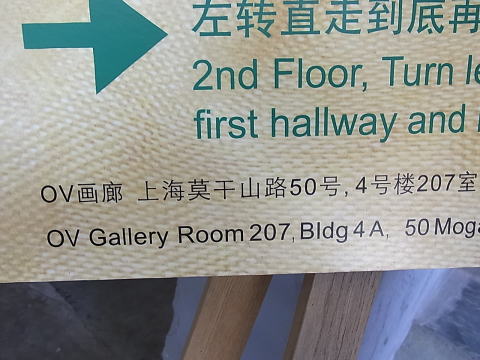 左转直走到底再
2nd Floor, Turn le
first hallway and
OV画廊 上海莫干山路50号, 4号楼207室
OV Gallery Room 207, Bldg 4A, 50 Moga